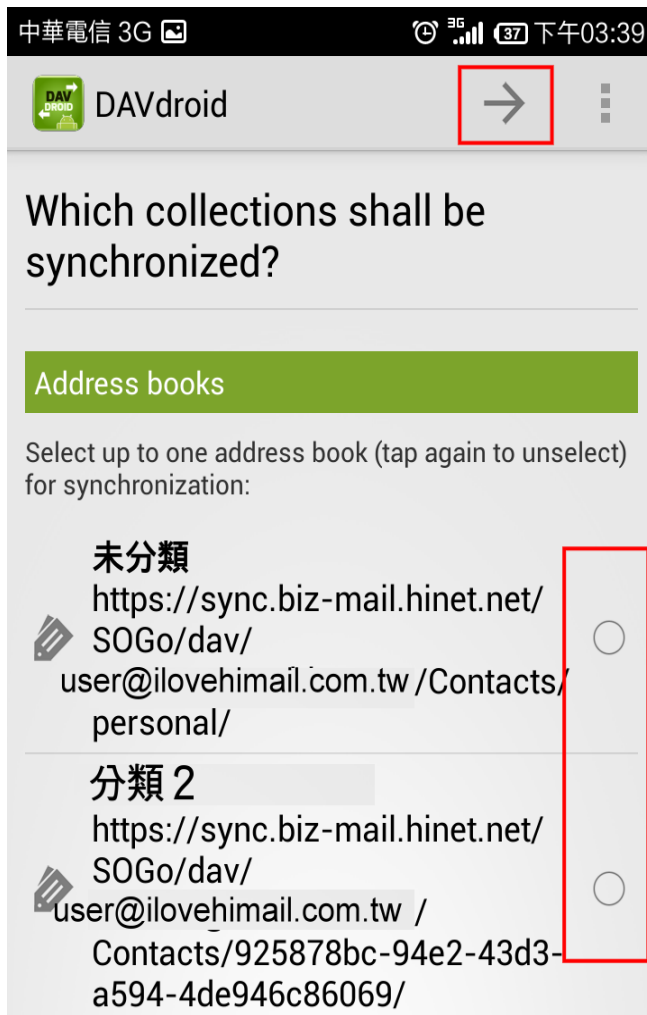 中華電信 3G 3G 37 下午03:39
DAV DROID DAVdroid
Which collections shall be
synchronized?
Address books
Select up to one address book (tap again to unselect)
for synchronization:
未分類
https://sync.biz-mail.hinet.net/
SOGo/dav/
user@ilovehimail.com.tw /Contacts/
personal/
分類2
https://sync.biz-mail.hinet.net/
SOGo/dav/
user@ilovehimail.com.tw /
Contacts/925878bc-94e2-43d3-
a594-4de946c86069/